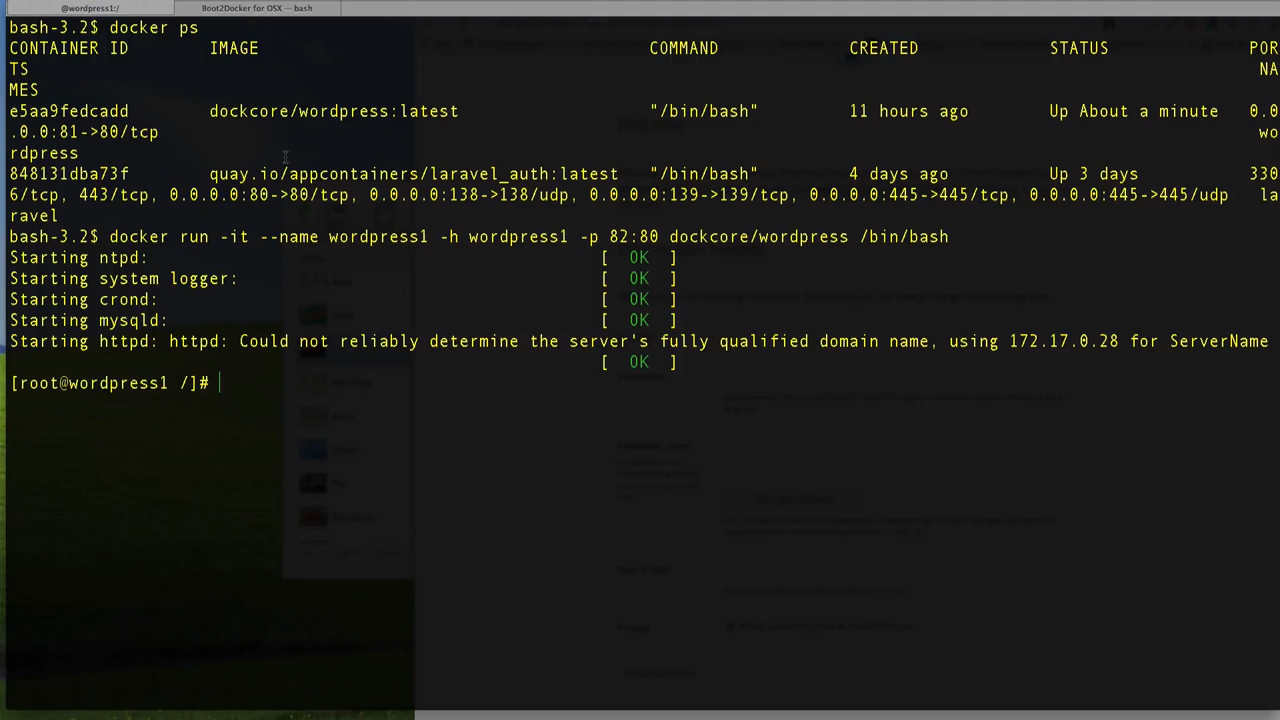 @wordpress1:/ Boot2Docker for OSX — bash
bash-3.2$ docker ps
CONTAINER ID IMAGE COMMAND CREATED STATUS POR
TS NA
MES
e5aa9fedcadd dockcore/wordpress:latest "/bin/bash" 11 hours ago Up About a minute 0.0
.0.0:81->80/tcp wo
rdpress
848131dba73f quay.io/appcontainers/laravel_auth:latest "/bin/bash" 4 days ago Up 3 days 330
6/tcp, 443/tcp, 0.0.0.0:80->80/tcp, 0.0.0.0:138->138/udp, 0.0.0.0:139->139/tcp, 0.0.0.0:445->445/tcp, 0.0.0.0:445->445/udp la
ravel
bash-3.2$ docker run -it --name wordpress1 -h wordpress1 -p 82:80 dockcore/wordpress /bin/bash
Starting ntpd: [ OK ]
Starting system logger: [ OK ]
Starting crond: [ OK ]
Starting mysqld: [ OK ]
Starting httpd: httpd: Could not reliably determine the server's fully qualified domain name, using 172.17.0.28 for ServerName
[ OK ]
[root@wordpress1 /]#